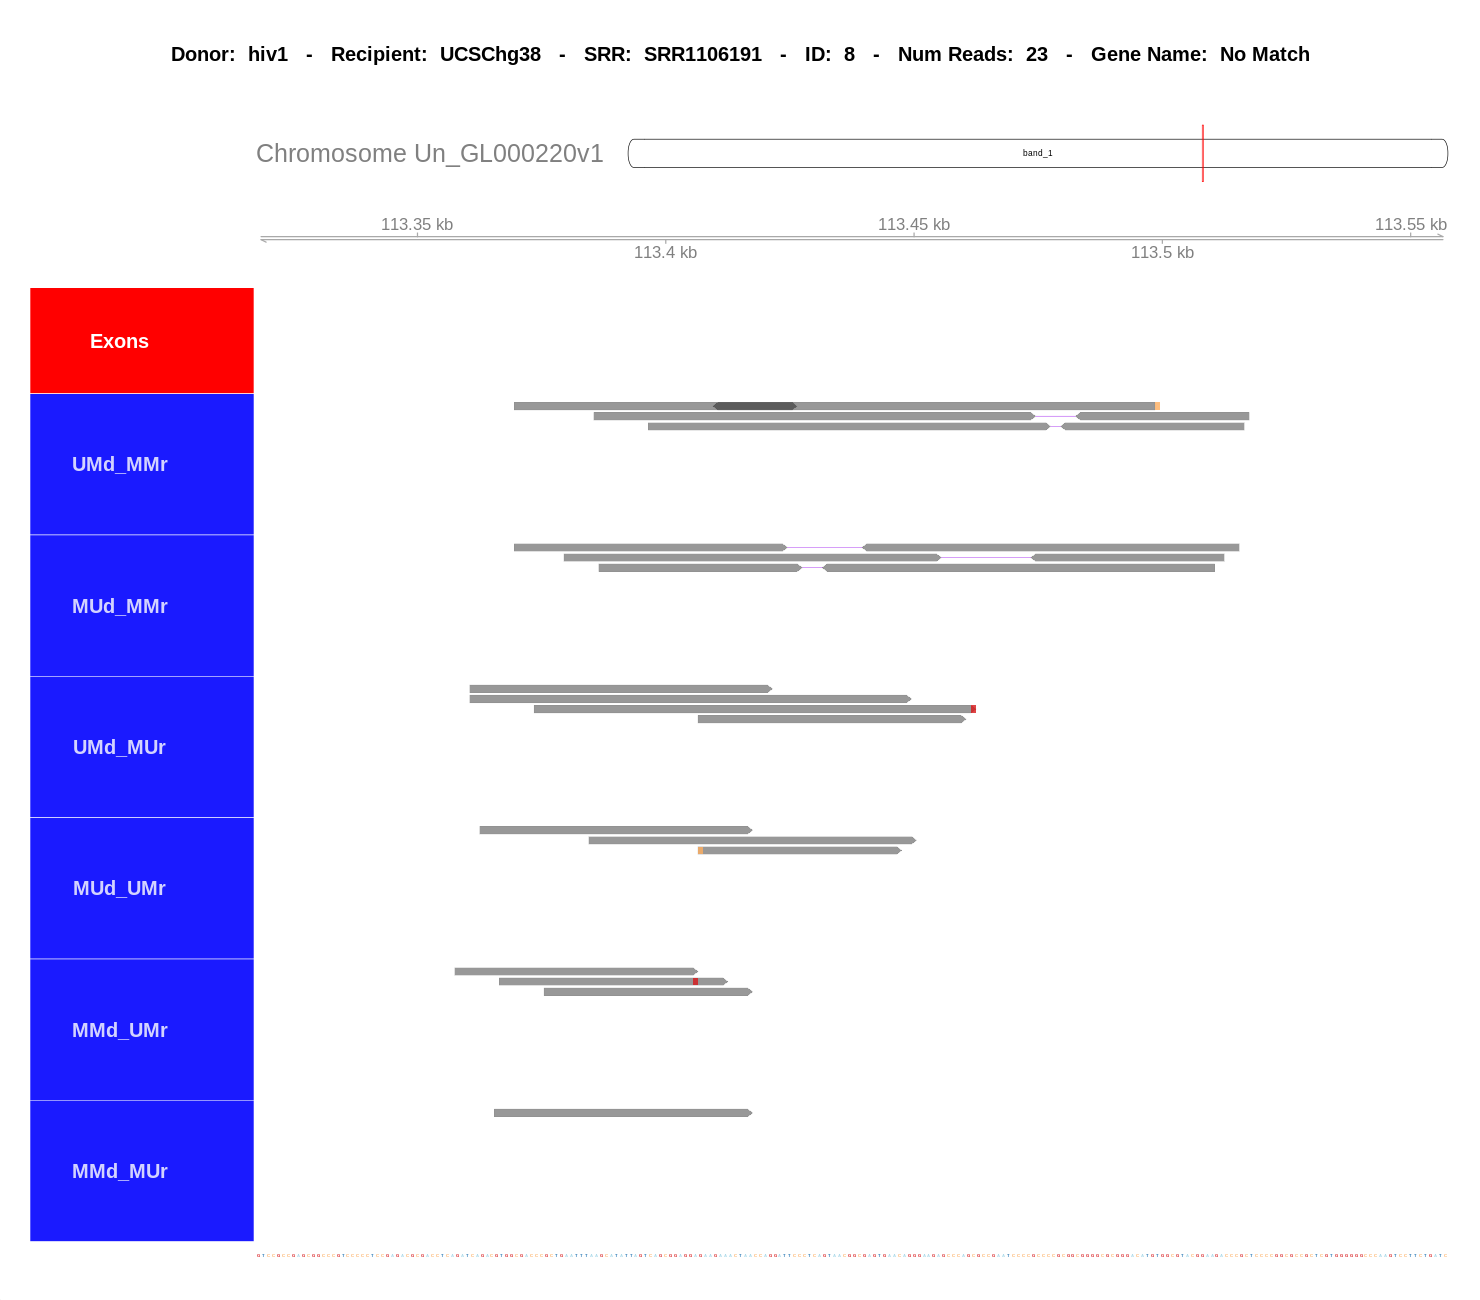 Donor: hiv1 - Recipient: UCSChg38 - SRR: SRR1106191 - ID: 8 - Num Reads: 23 - Gene Name: No Match
Chromosome Un_GL000220v1
band_1
113.35 kb 113.45 kb 113.55 kb
113.4 kb 113.5 kb
Exons
UMd_MMr
MUd_MMr
UMd_MUr
MUd_UMr
MMd_UMr
MMd_MUr